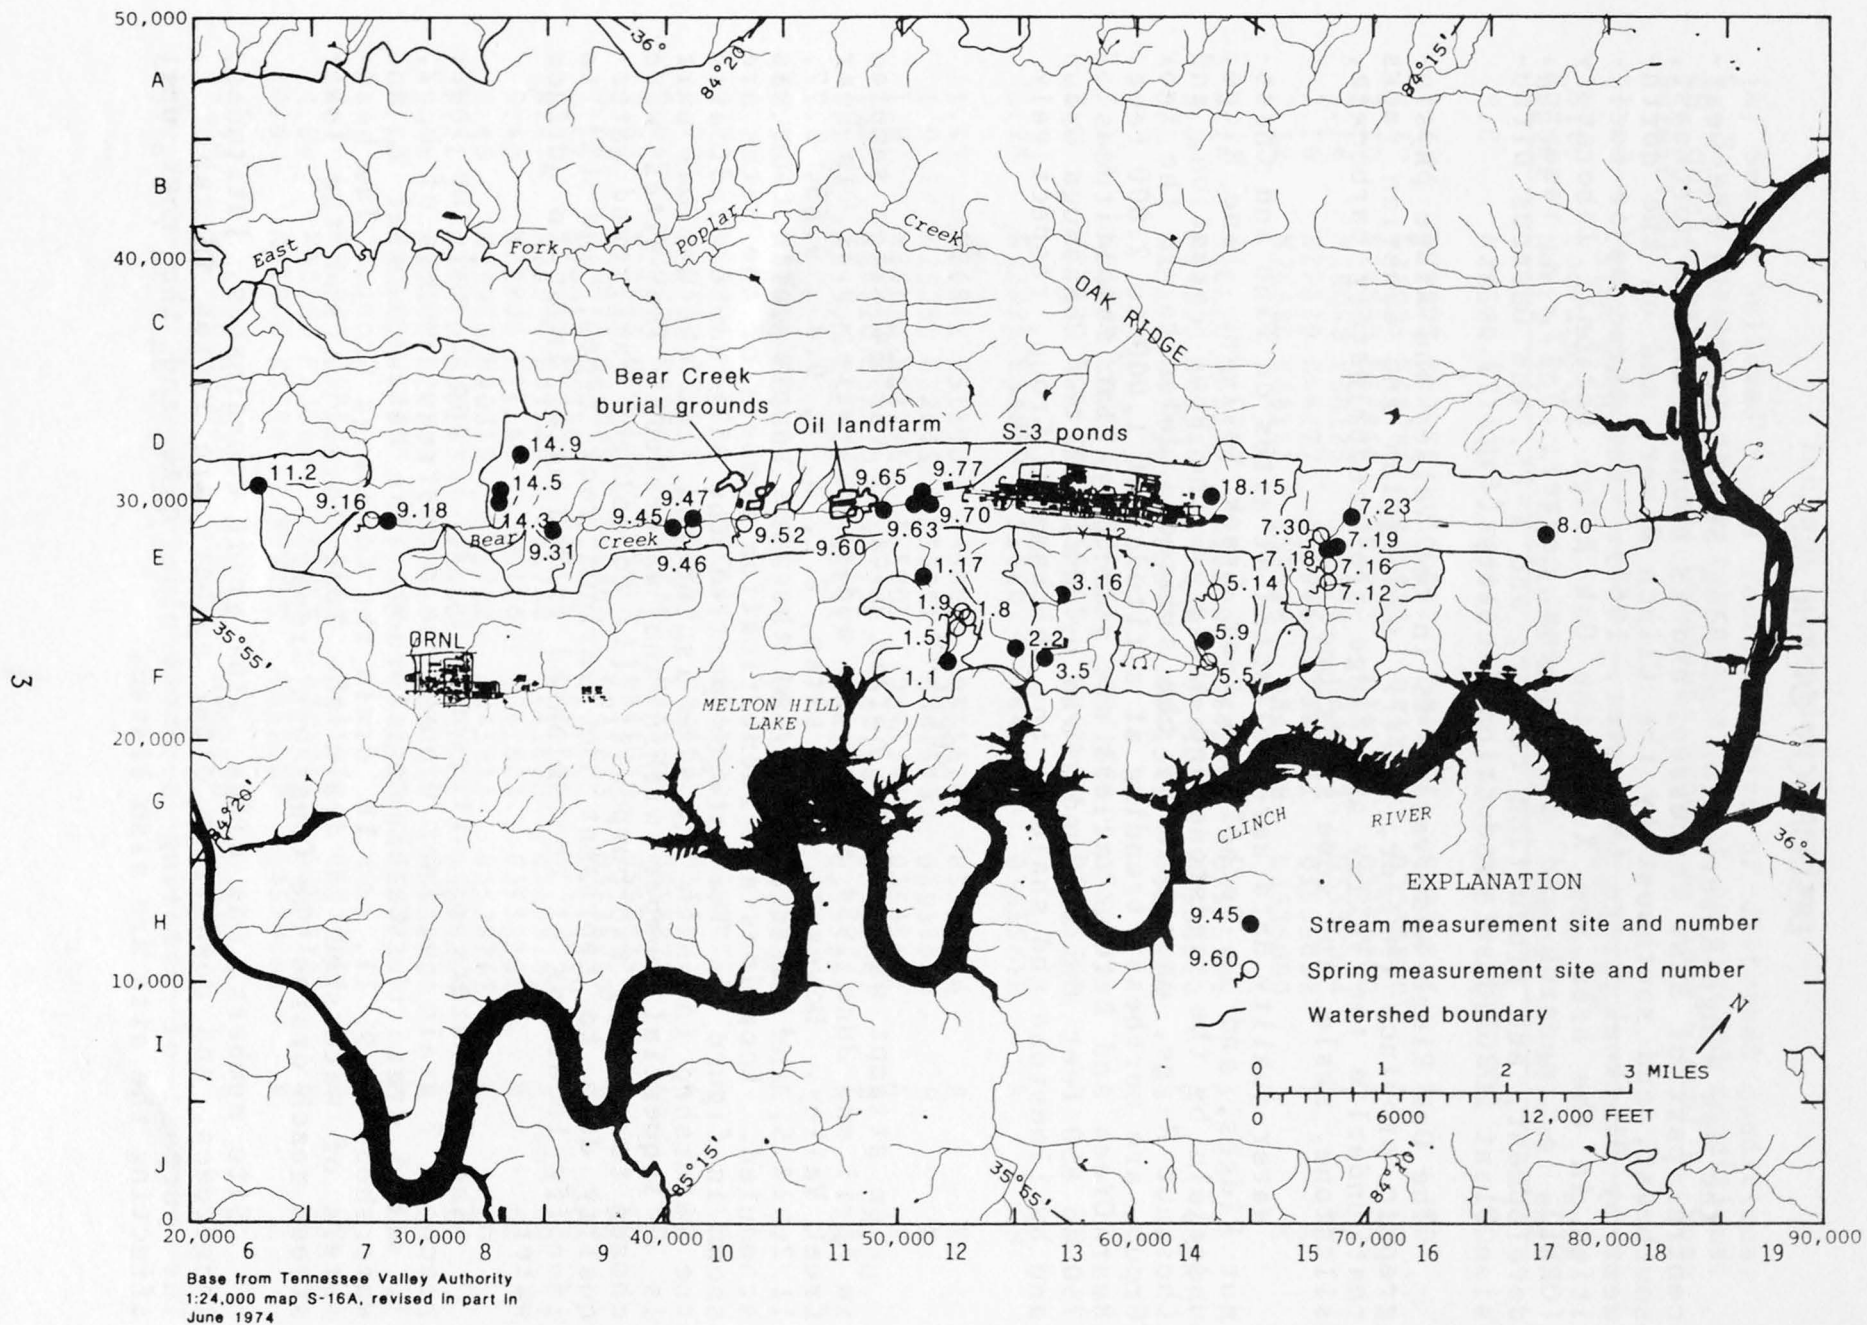 50,000
A
B
40,000
C
D
30,000
E
F
20,000
G
H
10,000
I
J
0
3
36°
84°20'
84°15'
East
Fork
Poplar
Creek
OAK RIDGE
Bear Creek
burial grounds
Oil landfarm
S-3 ponds
14.9
11.2
14.5
9.16
9.18
14.3
Bear
9.31
Creek
9.45
9.47
9.46
9.52
9.60
9.65
9.77
9.63
9.70
Y-12
18.15
7.23
7.30
7.19
7.18
7.16
7.12
8.0
1.17
3.16
5.14
1.9
1.8
1.5
2.2
5.9
1.1
3.5
5.5
35°55'
ORNL
MELTON HILL
LAKE
84°20'
CLINCH RIVER
36°
EXPLANATION
9.45 Stream measurement site and number
9.60 Spring measurement site and number
Watershed boundary
N
0 1 2 3 MILES
0 6000 12,000 FEET
85°15'
35°55'
84°10'
20,000 30,000 40,000 50,000 60,000 70,000 80,000 90,000
6 7 8 9 10 11 12 13 14 15 16 17 18 19
Base from Tennessee Valley Authority
1:24,000 map S-16A, revised in part in
June 1974